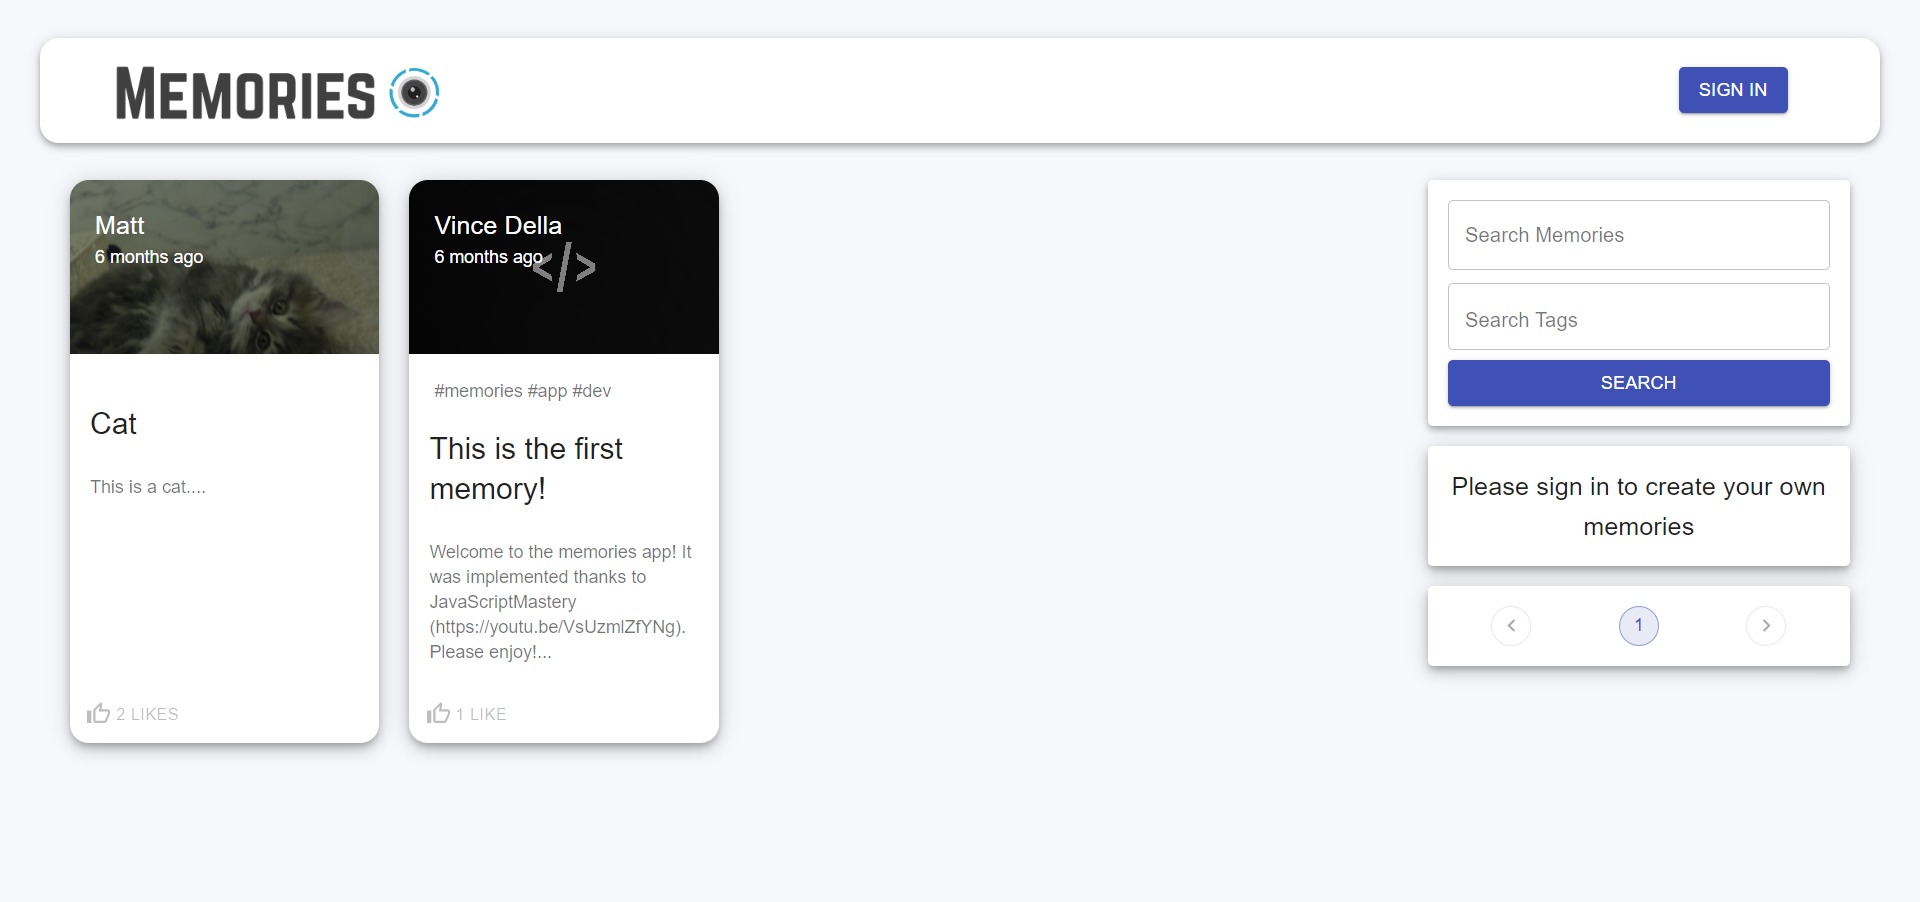 MEMORIES
SIGN IN
Matt
6 months ago
Cat
This is a cat....
2 LIKES
Vince Della
6 months ago
</>
#memories #app #dev
This is the first
memory!
Welcome to the memories app! It
was implemented thanks to
JavaScriptMastery
(https://youtu.be/VsUzmlZfYNg).
Please enjoy!...
1 LIKE
Search Memories
Search Tags
SEARCH
Please sign in to create your own
memories
1